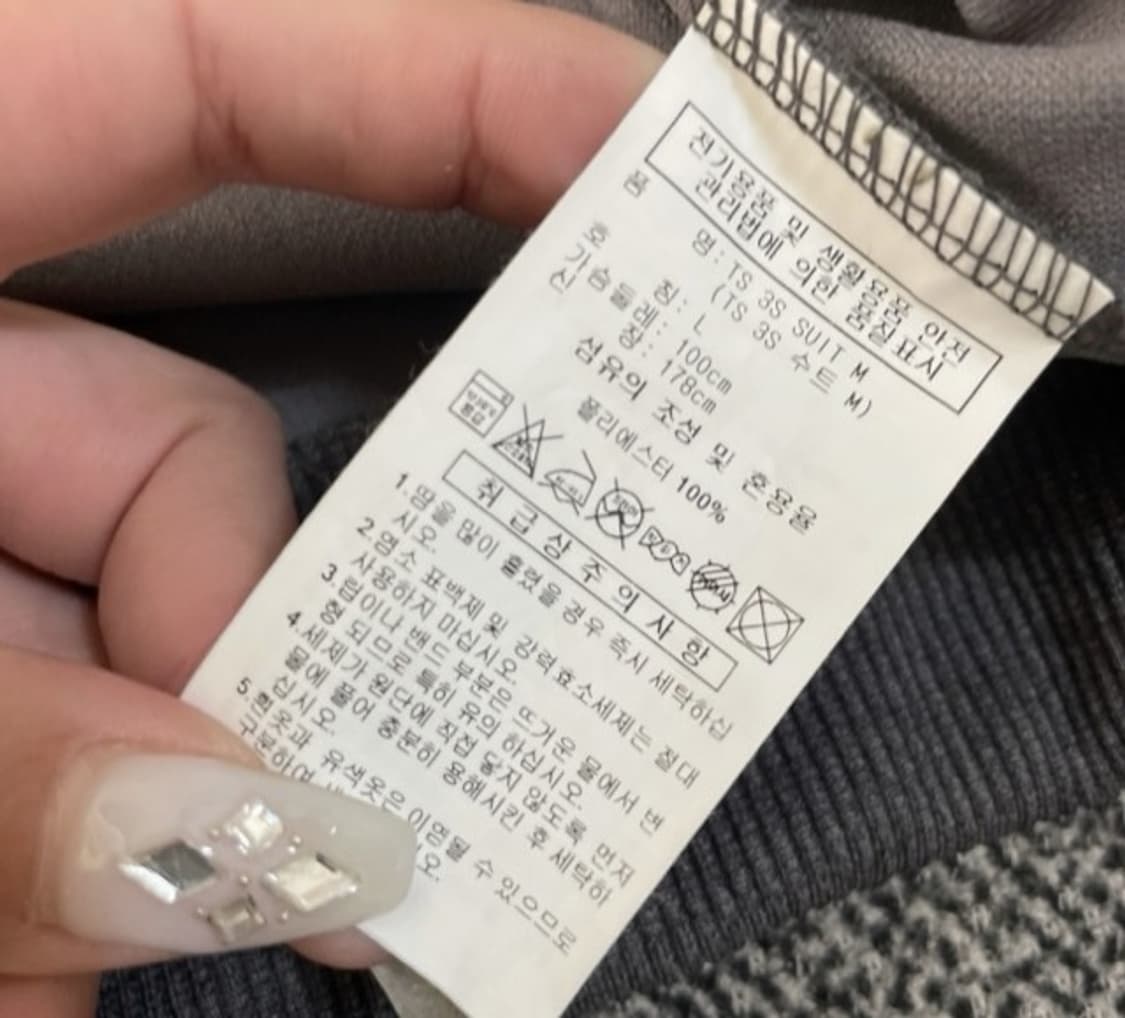 전기용품 및 생활용품 안전
관리법에 의한 품질표시
품 명: TS 3S SUIT M
(TS 3S 수트 M)
호 칭: L
가슴둘레: 100cm
신 장: 178cm
섬유의 조성 및 혼용율
폴리에스터 100%
취급상주의사항
1.땀을 많이 흘렸을 경우 즉시 세탁하십
시오.
2.염소 표백제 및 강력효소세제는 절대
사용하지 마십시오.
3.립이나 밴드 부분은 뜨거운 물에서 변
형 되므로 특히 유의 하십시오.
4.세제가 원단에 직접 닿지 않도록 먼저
물에 풀어 충분히 용해시킨 후 세탁하
십시오.
5.흰옷과 유색옷은 이염될 수 있으므로
구분하여
오.